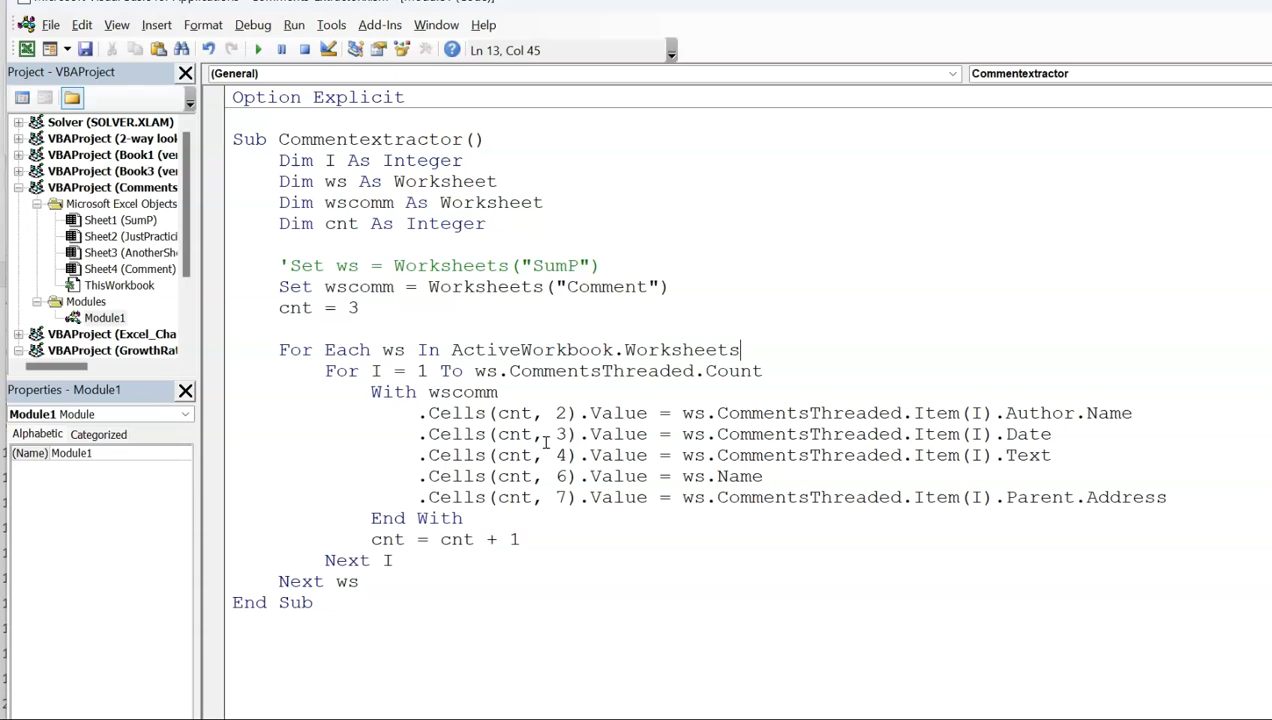 File Edit View Insert Format Debug Run Tools Add-Ins Window Help
Ln 13, Col 45
Project - VBAProject
(General)
Commentextractor
Solver (SOLVER.XLAM)
VBAProject (2-way look
VBAProject (Book1 (ver
VBAProject (Book3 (ver
VBAProject (Comments
Microsoft Excel Objects
Sheet1 (SumP)
Sheet2 (JustPractici
Sheet3 (AnotherSh
Sheet4 (Comment)
ThisWorkbook
Modules
Module1
VBAProject (Excel_Cha
VBAProject (GrowthRat
Properties - Module1
Module1 Module
Alphabetic Categorized
(Name) Module1
Option Explicit
Sub Commentextractor()
Dim I As Integer
Dim ws As Worksheet
Dim wscomm As Worksheet
Dim cnt As Integer
'Set ws = Worksheets("SumP")
Set wscomm = Worksheets("Comment")
cnt = 3
For Each ws In ActiveWorkbook.Worksheets
For I = 1 To ws.CommentsThreaded.Count
With wscomm
.Cells(cnt, 2).Value = ws.CommentsThreaded.Item(I).Author.Name
.Cells(cnt, 3).Value = ws.CommentsThreaded.Item(I).Date
.Cells(cnt, 4).Value = ws.CommentsThreaded.Item(I).Text
.Cells(cnt, 6).Value = ws.Name
.Cells(cnt, 7).Value = ws.CommentsThreaded.Item(I).Parent.Address
End With
cnt = cnt + 1
Next I
Next ws
End Sub